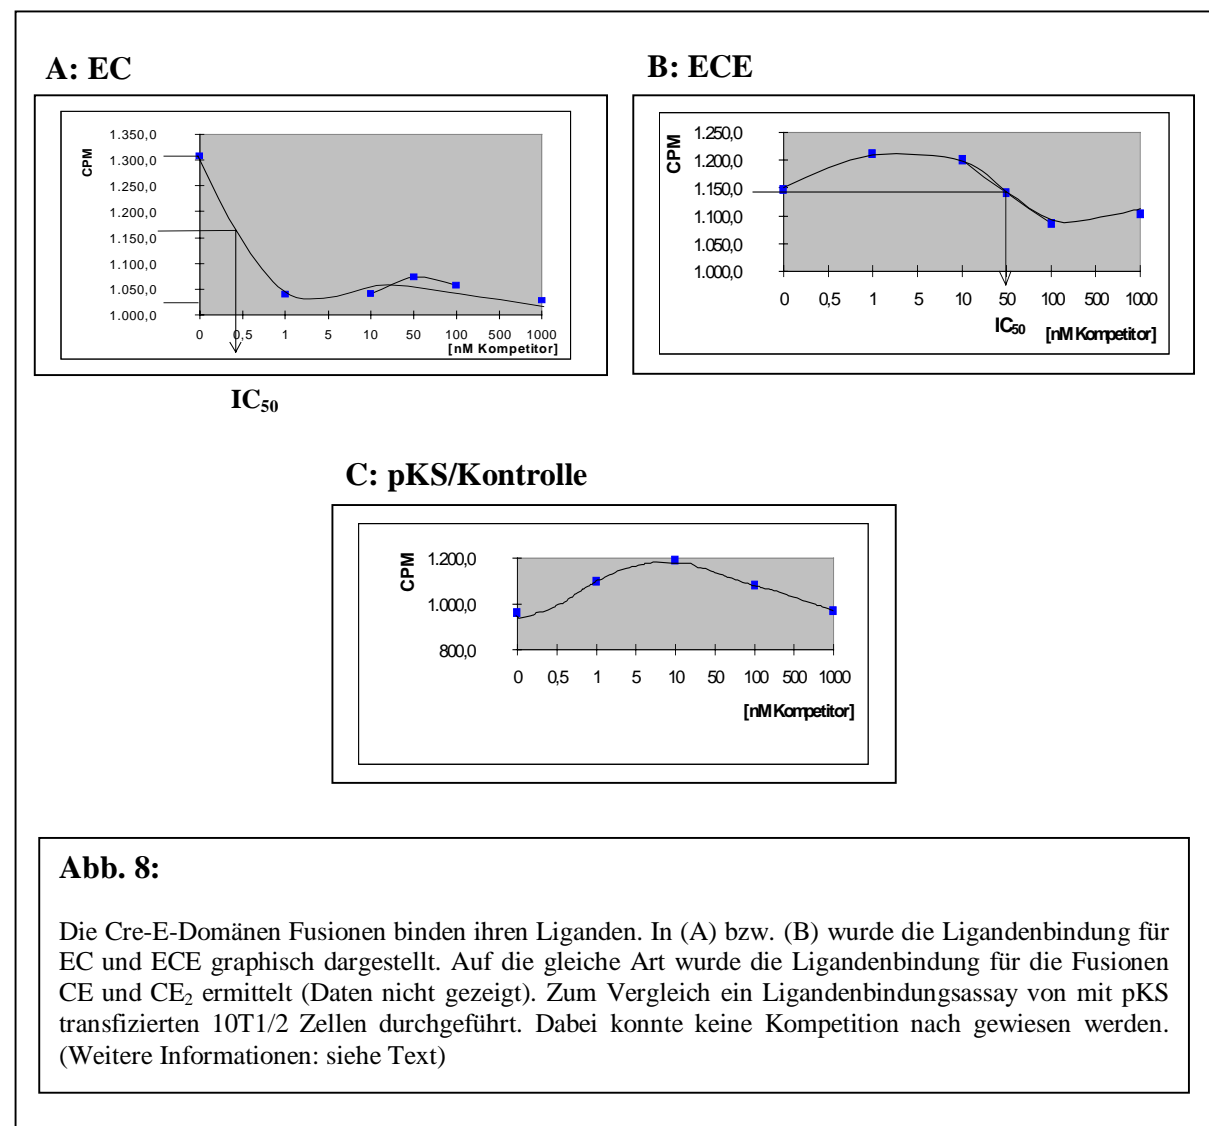 A: EC
B: ECE
CPM
1.350,0
1.300,0
1.250,0
1.200,0
1.150,0
1.100,0
1.050,0
1.000,0
0 0,5 1 5 10 50 100 500 1000
[nM Kompetitor]
IC50
CPM
1.250,0
1.200,0
1.150,0
1.100,0
1.050,0
1.000,0
0 0,5 1 5 10 50 100 500 1000
IC50 [nM Kompetitor]
C: pKS/Kontrolle
CPM
1.200,0
1.000,0
800,0
0 0,5 1 5 10 50 100 500 1000
[nM Kompetitor]
Abb. 8:
Die Cre-E-Domänen Fusionen binden ihren Liganden. In (A) bzw. (B) wurde die Ligandenbindung für
EC und ECE graphisch dargestellt. Auf die gleiche Art wurde die Ligandenbindung für die Fusionen
CE und CE2 ermittelt (Daten nicht gezeigt). Zum Vergleich ein Ligandenbindungsassay von mit pKS
transfizierten 10T1/2 Zellen durchgeführt. Dabei konnte keine Kompetition nach gewiesen werden.
(Weitere Informationen: siehe Text)